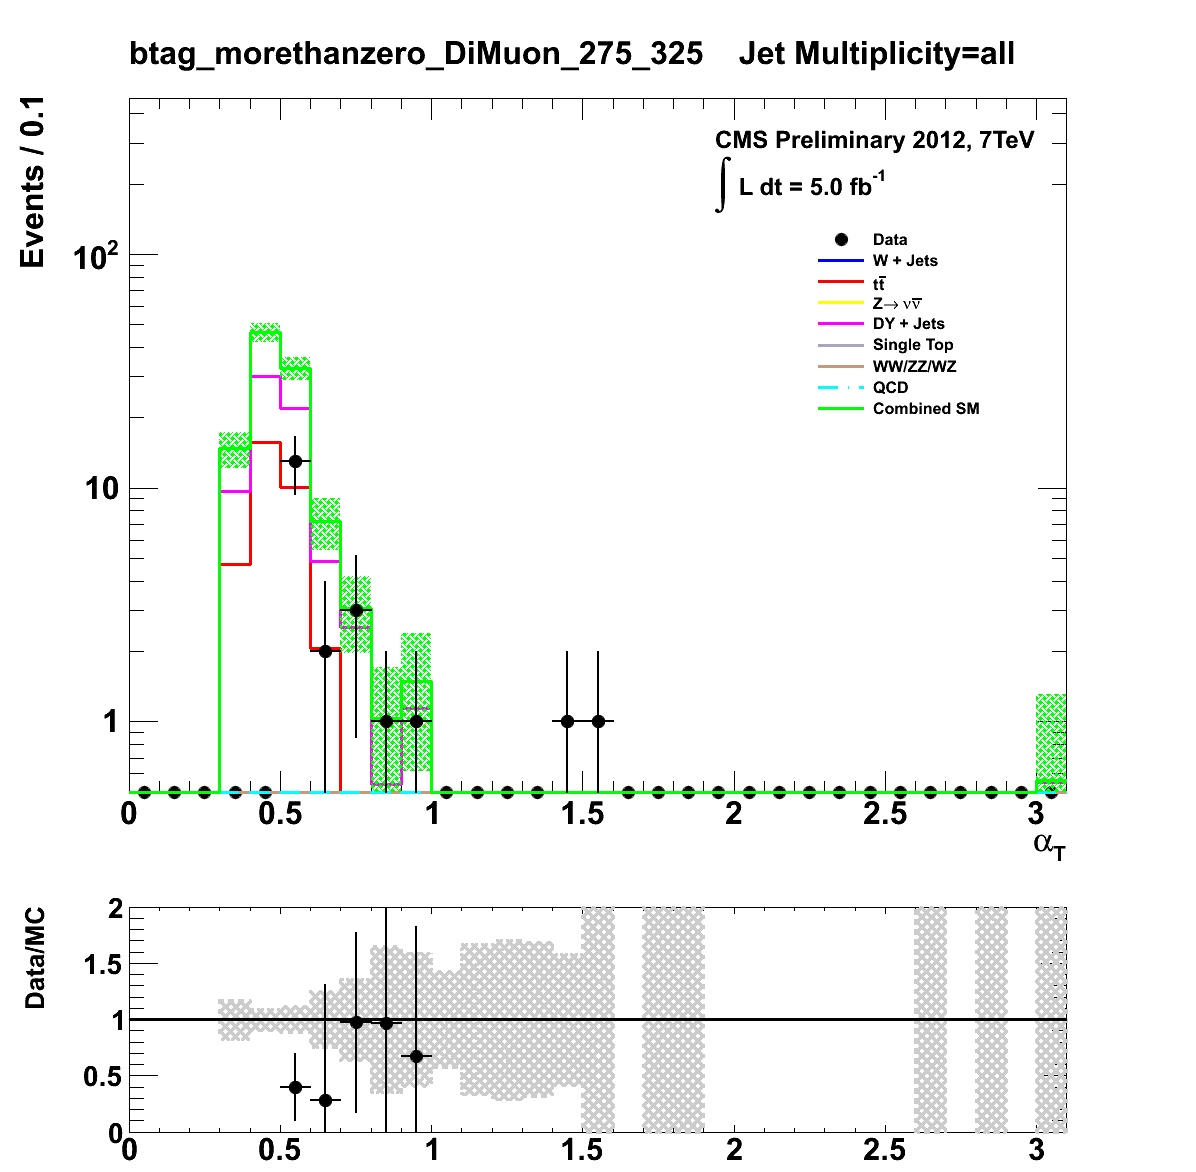 btag_morethanzero_DiMuon_275_325 Jet Multiplicity=all
Events / 0.1
CMS Preliminary 2012, 7TeV
∫ L dt = 5.0 fb⁻¹
Data
W + Jets
tt̅
Z→ νν̅
DY + Jets
Single Top
WW/ZZ/WZ
QCD
Combined SM
10²
10
1
0 0.5 1 1.5 2 2.5 3
α_T
Data/MC
2
1.5
1
0.5
0
0 0.5 1 1.5 2 2.5 3